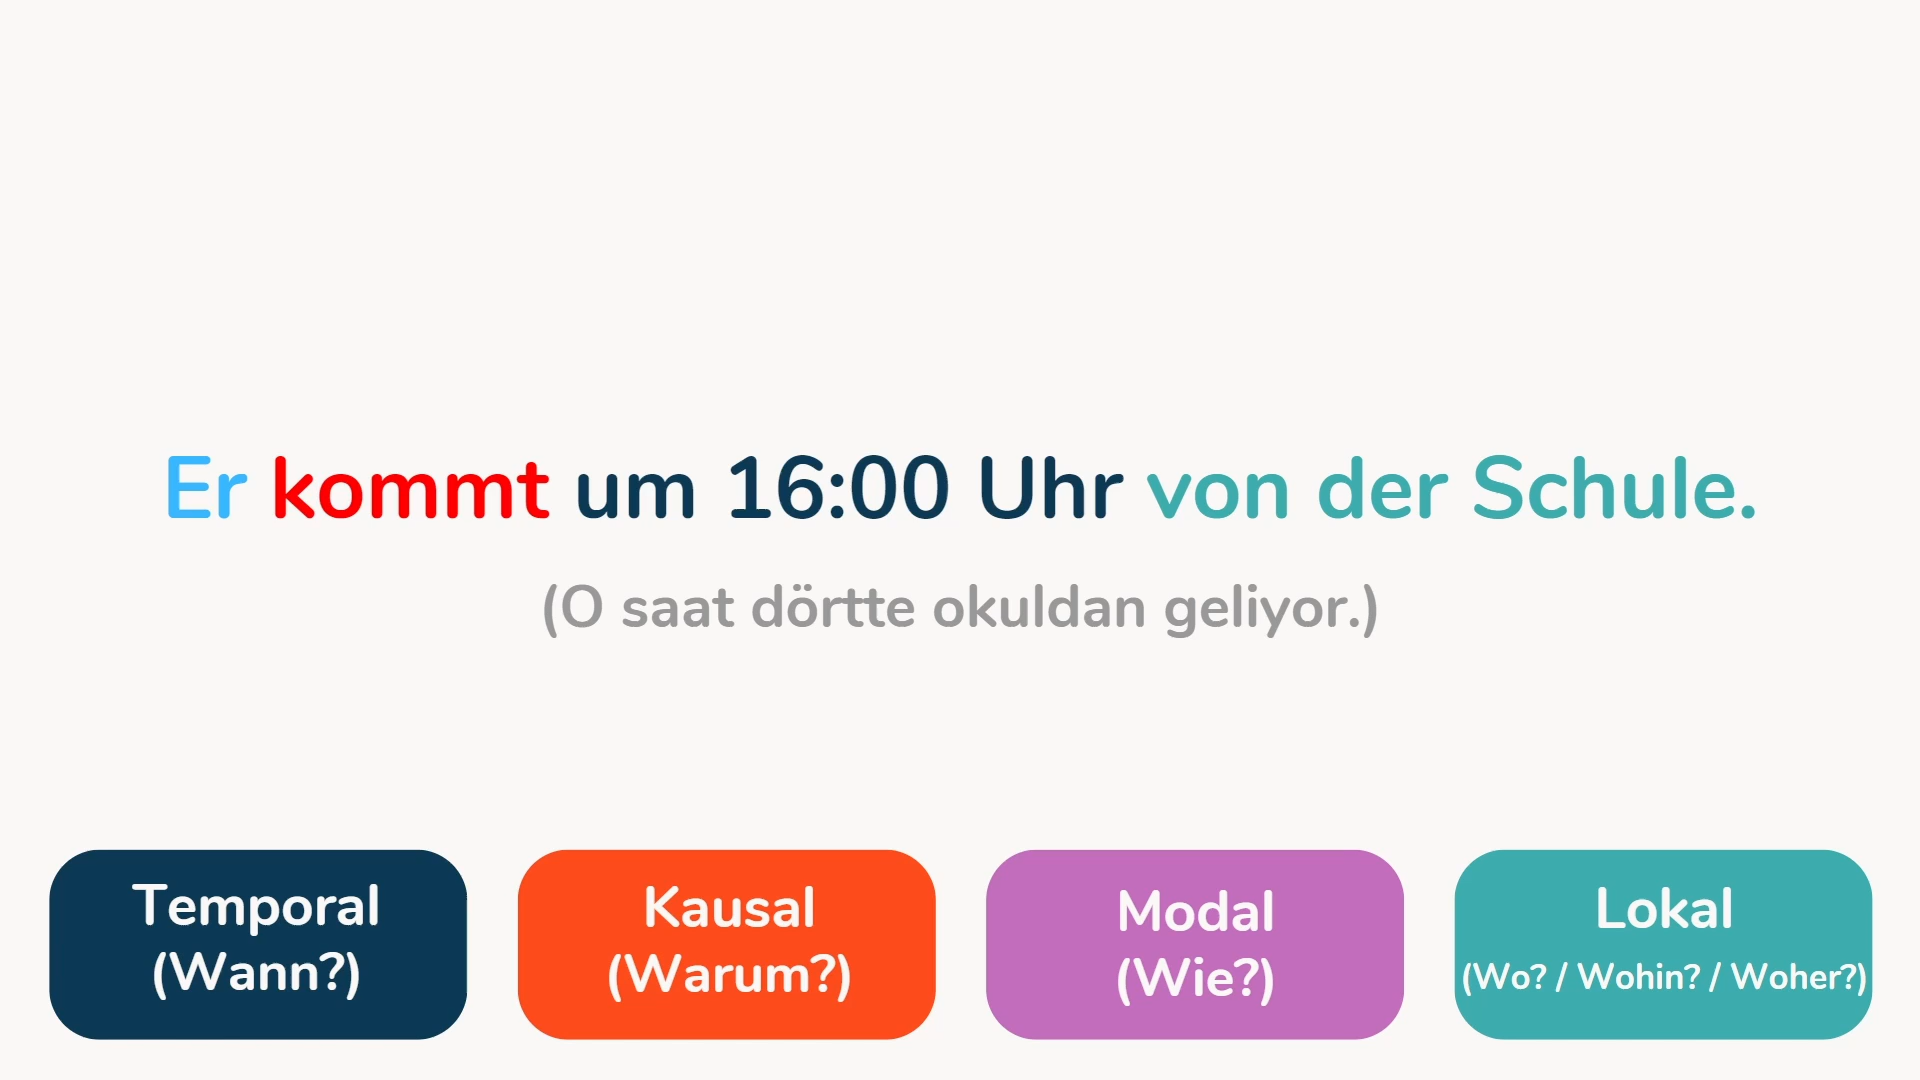 Er kommt um 16:00 Uhr von der Schule.
(O saat dörtte okuldan geliyor.)
Temporal
(Wann?)
Kausal
(Warum?)
Modal
(Wie?)
Lokal
(Wo? / Wohin? / Woher?)